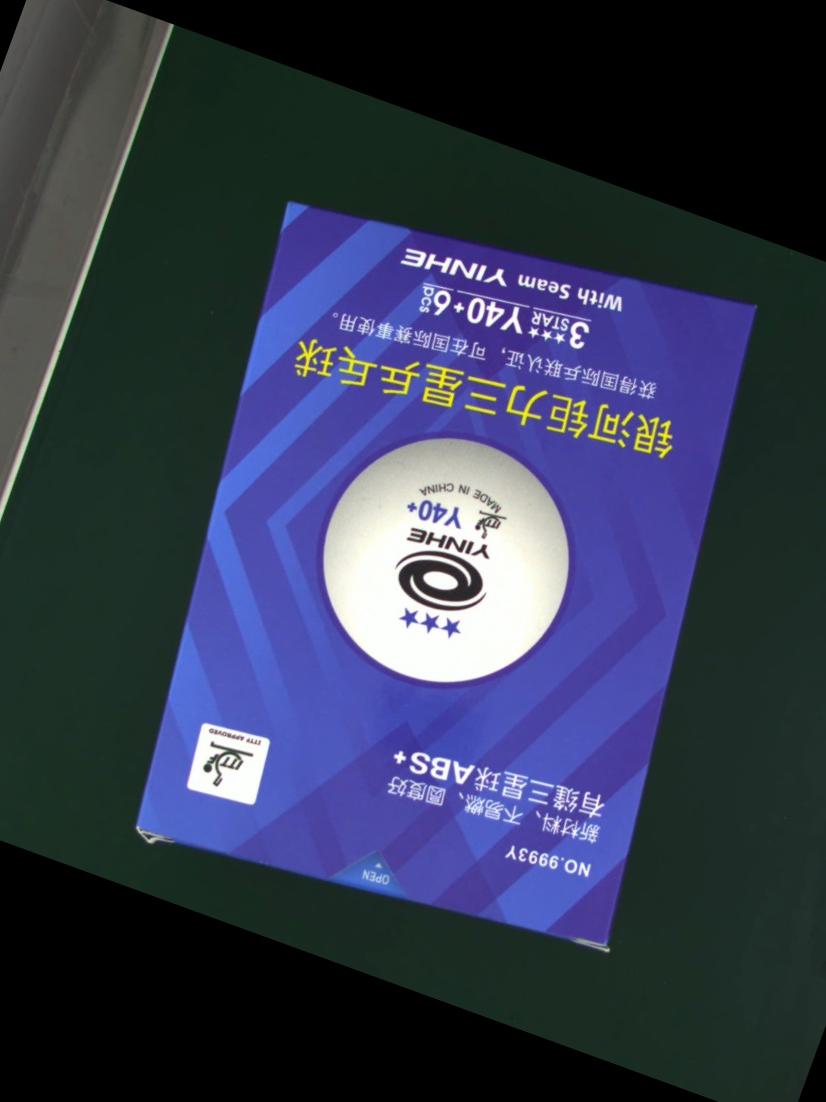 NO.9993Y
OPEN
新材料、不易燃、圆度好
有缝三星球ABS+
ITTF APPROVED
★★★
YINHE
Y40+
MADE IN CHINA
银河钜力三星乒乓球
获得国际乒联认证，可在国际赛事使用。
3★★★STAR Y40+6pcs
With Seam YINHE